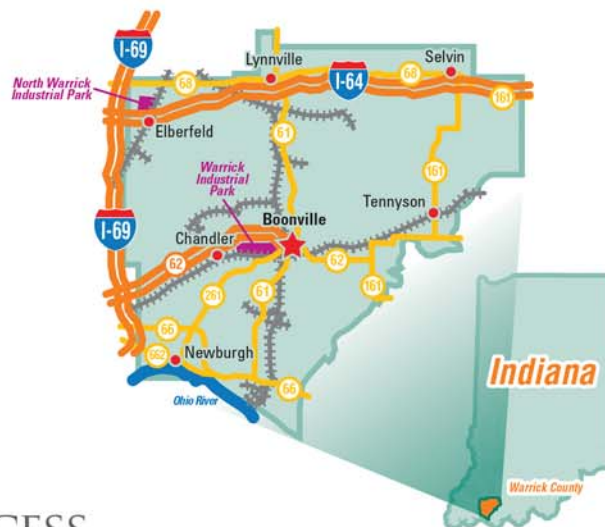 I-69
Lynnville
Selvin
North Warrick
Industrial Park
68
I-64
68
161
Elberfeld
61
Warrick
Industrial
Park
161
Tennyson
I-69
Boonville
Chandler
62
62
261
61
161
66
662
Newburgh
66
Ohio River
Indiana
Warrick County
CESS